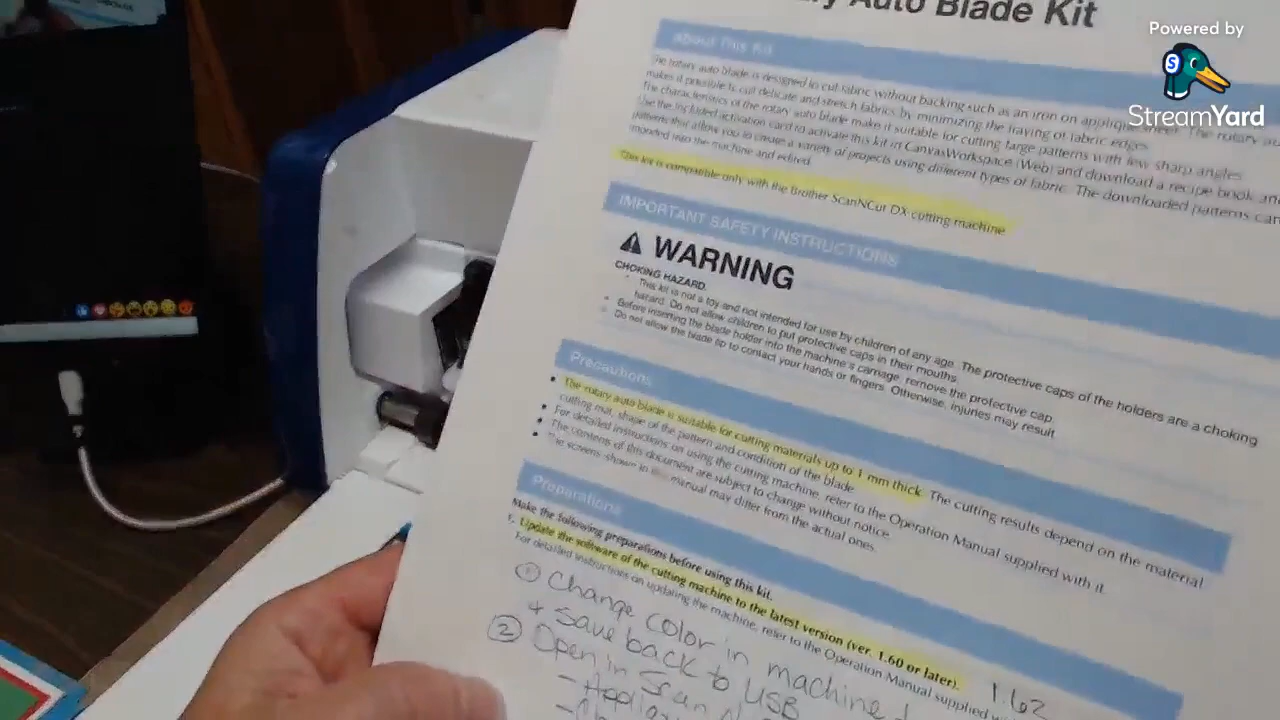 Powered by
StreamYard
Auto Blade Kit
About This Kit
The rotary auto blade is designed to cut fabric without backing such as an iron on appliqué sheet. The rotary
makes it possible to cut delicate and stretch fabrics by minimizing the fraying of fabric edges.
The characteristics of the rotary auto blade make it suitable for cutting large patterns with few sharp angles
Use the included activation card to activate this kit in CanvasWorkspace (Web) and download a recipe book and
patterns that allow you to create a variety of projects using different types of fabric. The downloaded patterns can
into the machine and edited.
This kit is compatible only with the Brother ScanNCut DX cutting machine
IMPORTANT SAFETY INSTRUCTIONS
WARNING
CHOKING HAZARD
This kit is not a toy and not intended for use by children of any age. The protective caps of the holders are a choking
hazard. Do not allow children to put protective caps in their mouths.
Before inserting the blade holder into the machine's carriage, remove the protective cap
Do not allow the blade tip to contact your hands or fingers. Otherwise, injuries may result
Precautions
• The rotary auto blade is suitable for cutting materials up to 1 mm thick. The cutting results depend on the material
cutting mat, shape of the pattern and condition of the blade
• For detailed instructions on using the cutting machine, refer to the Operation Manual supplied with it.
• The contents of this document are subject to change without notice.
• The screens shown in this manual may differ from the actual ones.
Preparations
Make the following preparations before using this kit.
1. Update the software of the cutting machine to the latest version (ver. 1.60 or later). 1.62
For detailed instructions on updating the machine, refer to the Operation Manual supplied
① Change color in machine
+ Save back to USB
② Open in Scan